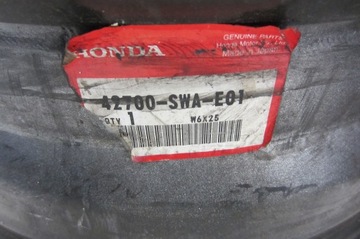 GENUINE PARTS
HONDA
42700-SWA-E01
QTY 1
W6X25